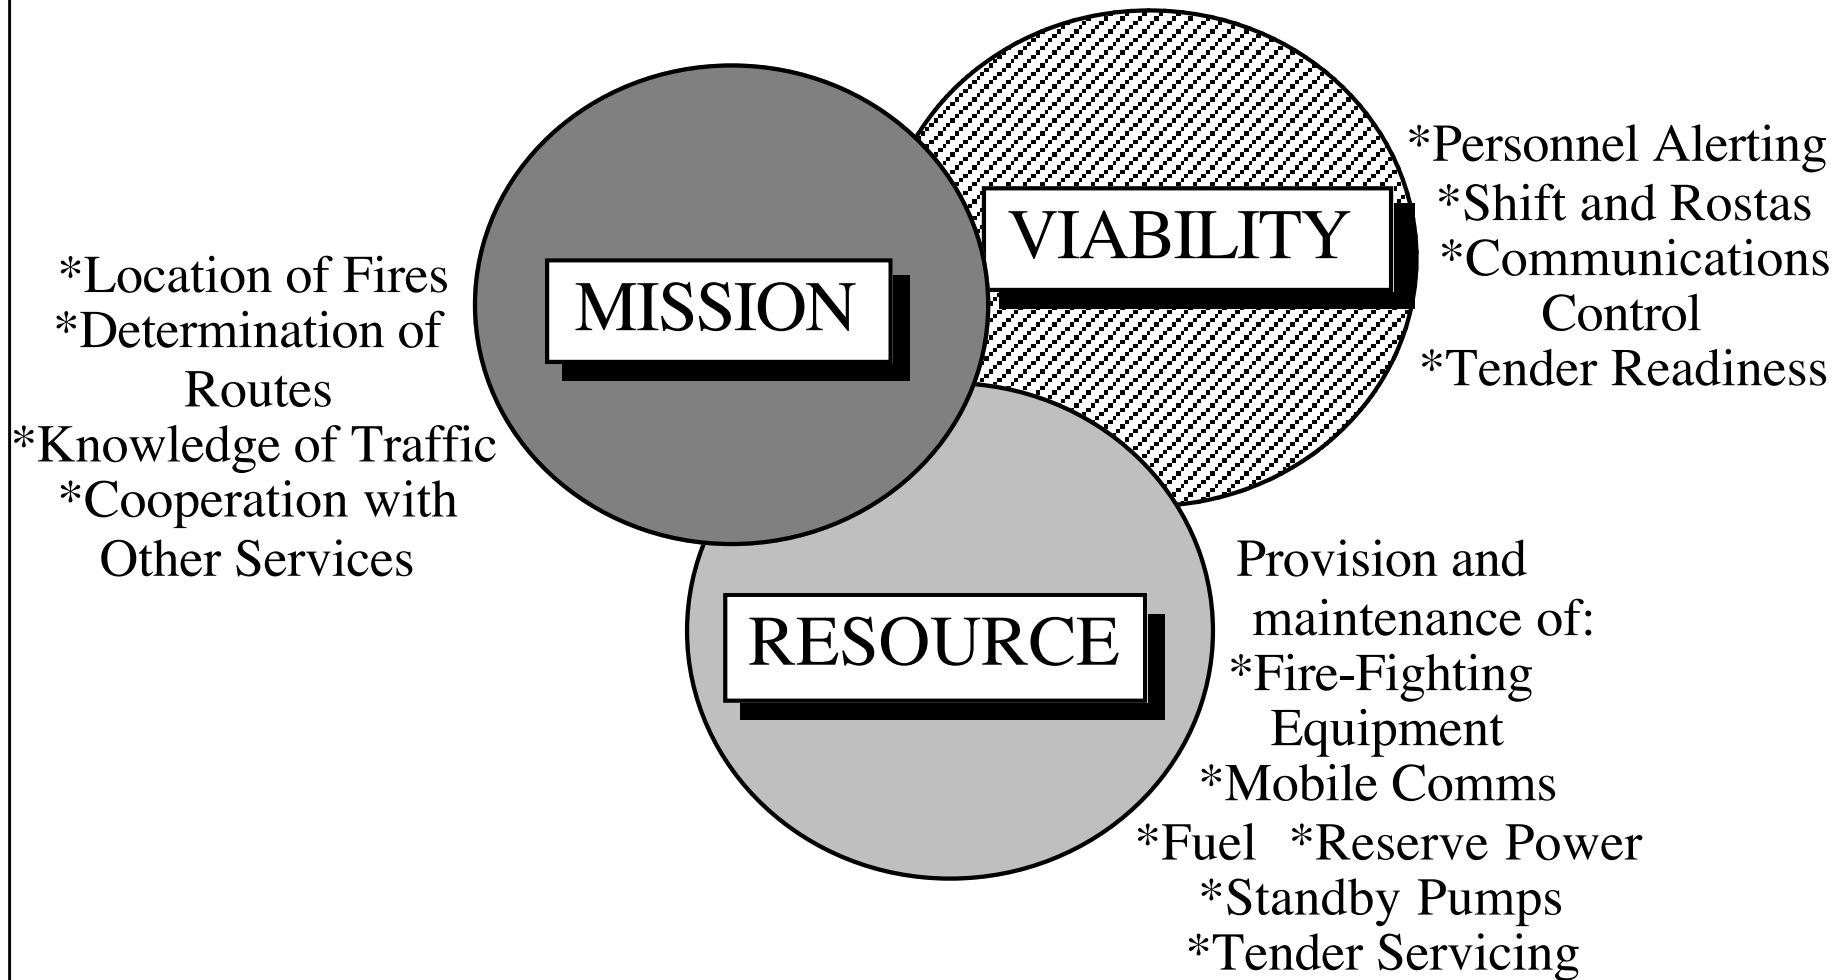 *Location of Fires
*Determination of
Routes
*Knowledge of Traffic
*Cooperation with
Other Services
MISSION
VIABILITY
*Personnel Alerting
*Shift and Rostas
*Communications
Control
*Tender Readiness
RESOURCE
Provision and
maintenance of:
*Fire-Fighting
Equipment
*Mobile Comms
*Fuel *Reserve Power
*Standby Pumps
*Tender Servicing